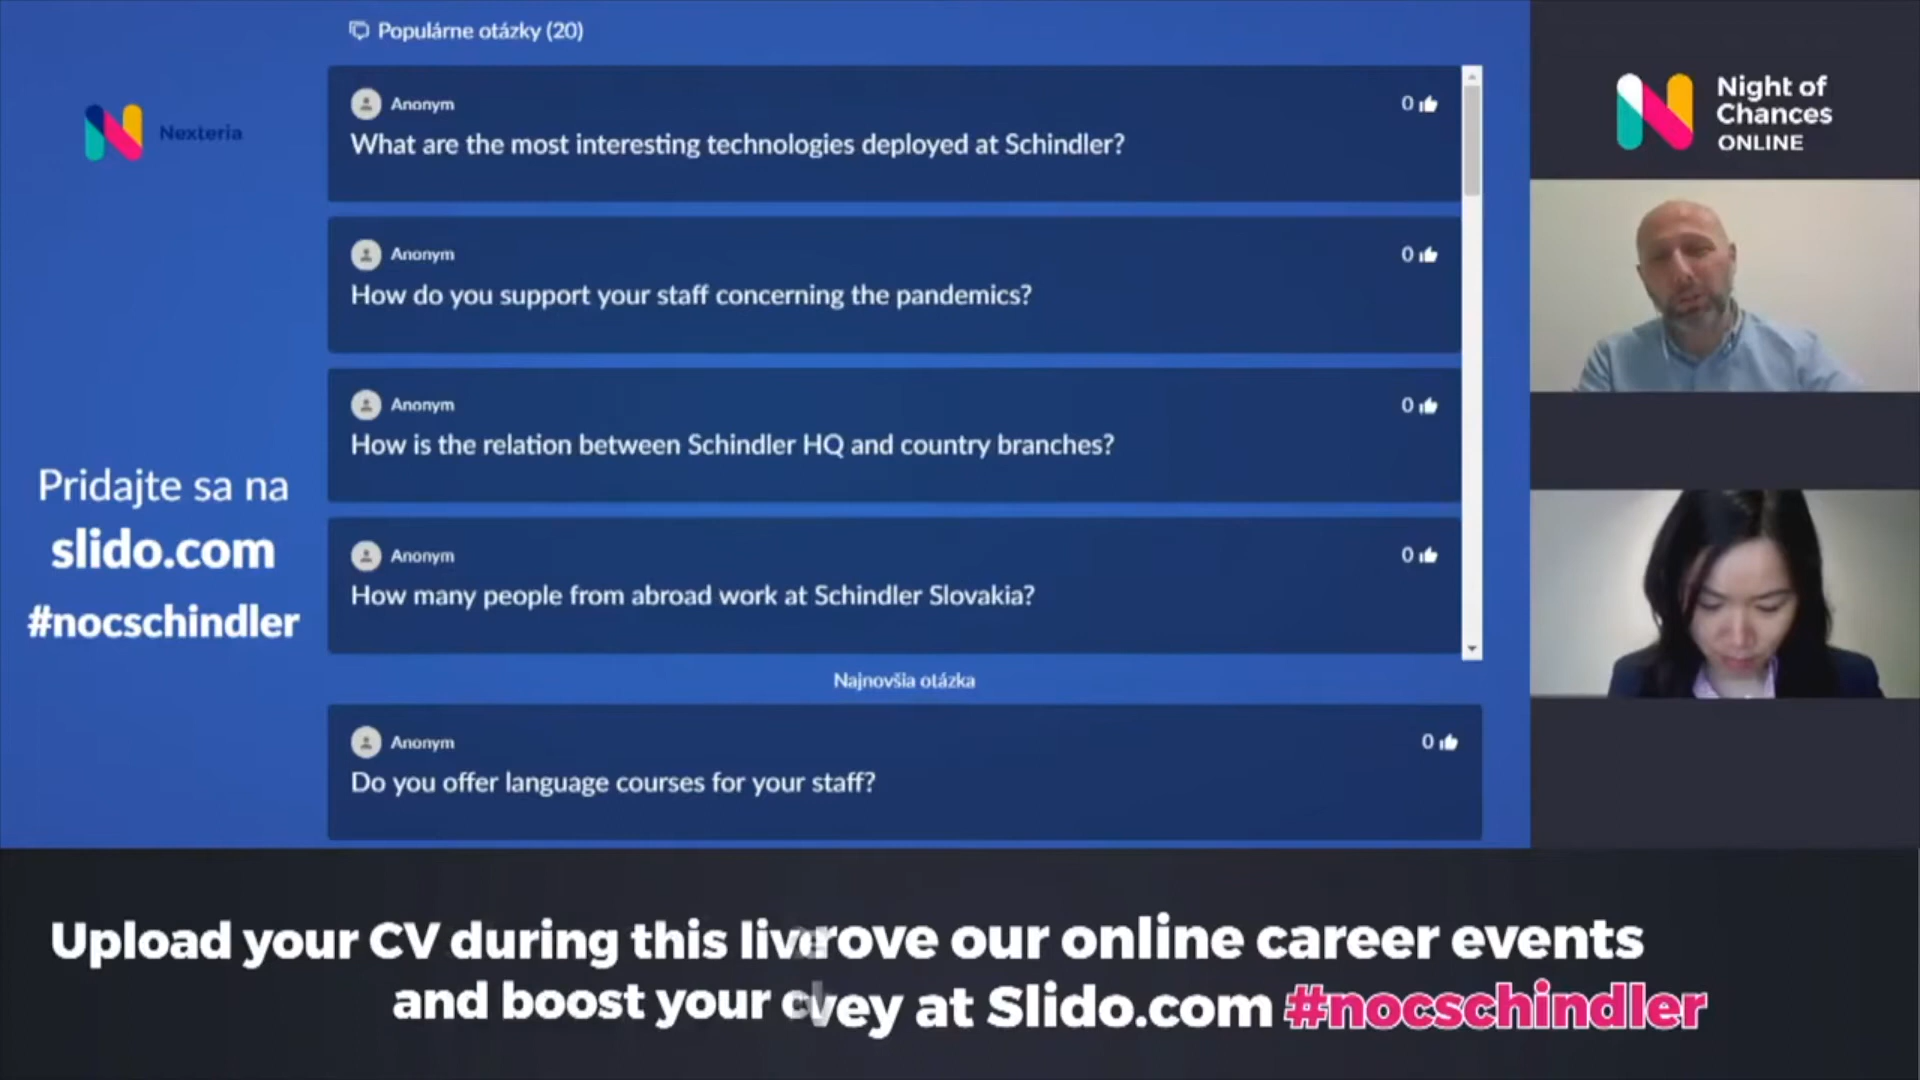 Populárne otázky (20)
Nexteria
Anonym
0
What are the most interesting technologies deployed at Schindler?
Anonym
0
How do you support your staff concerning the pandemics?
Anonym
0
How is the relation between Schindler HQ and country branches?
Anonym
0
How many people from abroad work at Schindler Slovakia?
Pridajte sa na
slido.com
#nocschindler
Najnovšia otázka
Anonym
0
Do you offer language courses for your staff?
Night of
Chances
ONLINE
Upload your CV during this live
rove our online career events
and boost your
vey at Slido.com #nocschindler